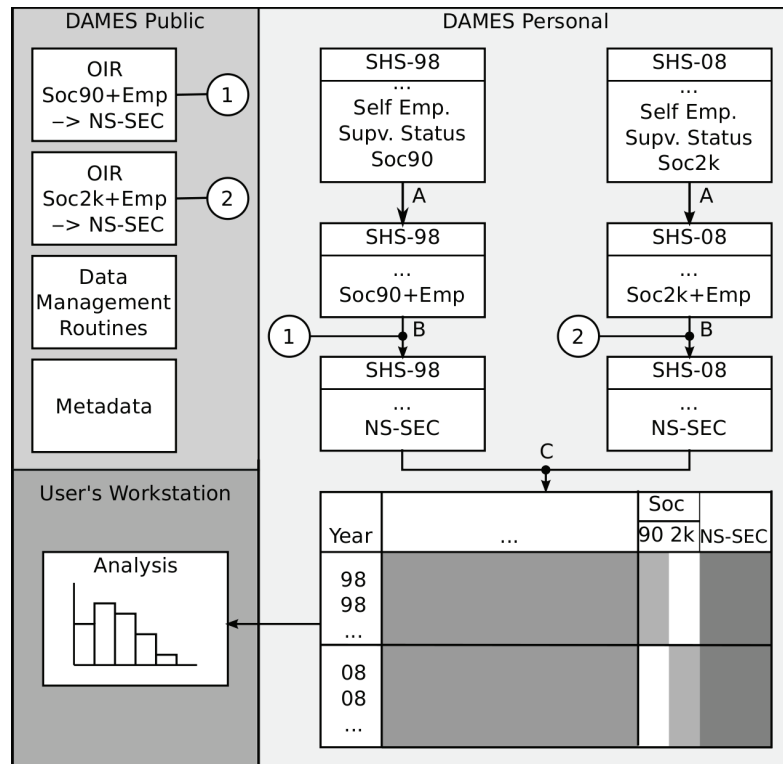 DAMES Public
OIR
Soc90+Emp
–> NS-SEC
1
OIR
Soc2k+Emp
–> NS-SEC
2
Data
Management
Routines
Metadata
DAMES Personal
SHS-98
...
Self Emp.
Supv. Status
Soc90
A
SHS-98
...
Soc90+Emp
1
B
SHS-98
...
NS-SEC
SHS-08
...
Self Emp.
Supv. Status
Soc2k
A
SHS-08
...
Soc2k+Emp
2
B
SHS-08
...
NS-SEC
C
Soc
Year ... 90 2k NS-SEC
98
98
...
08
08
...
User's Workstation
Analysis